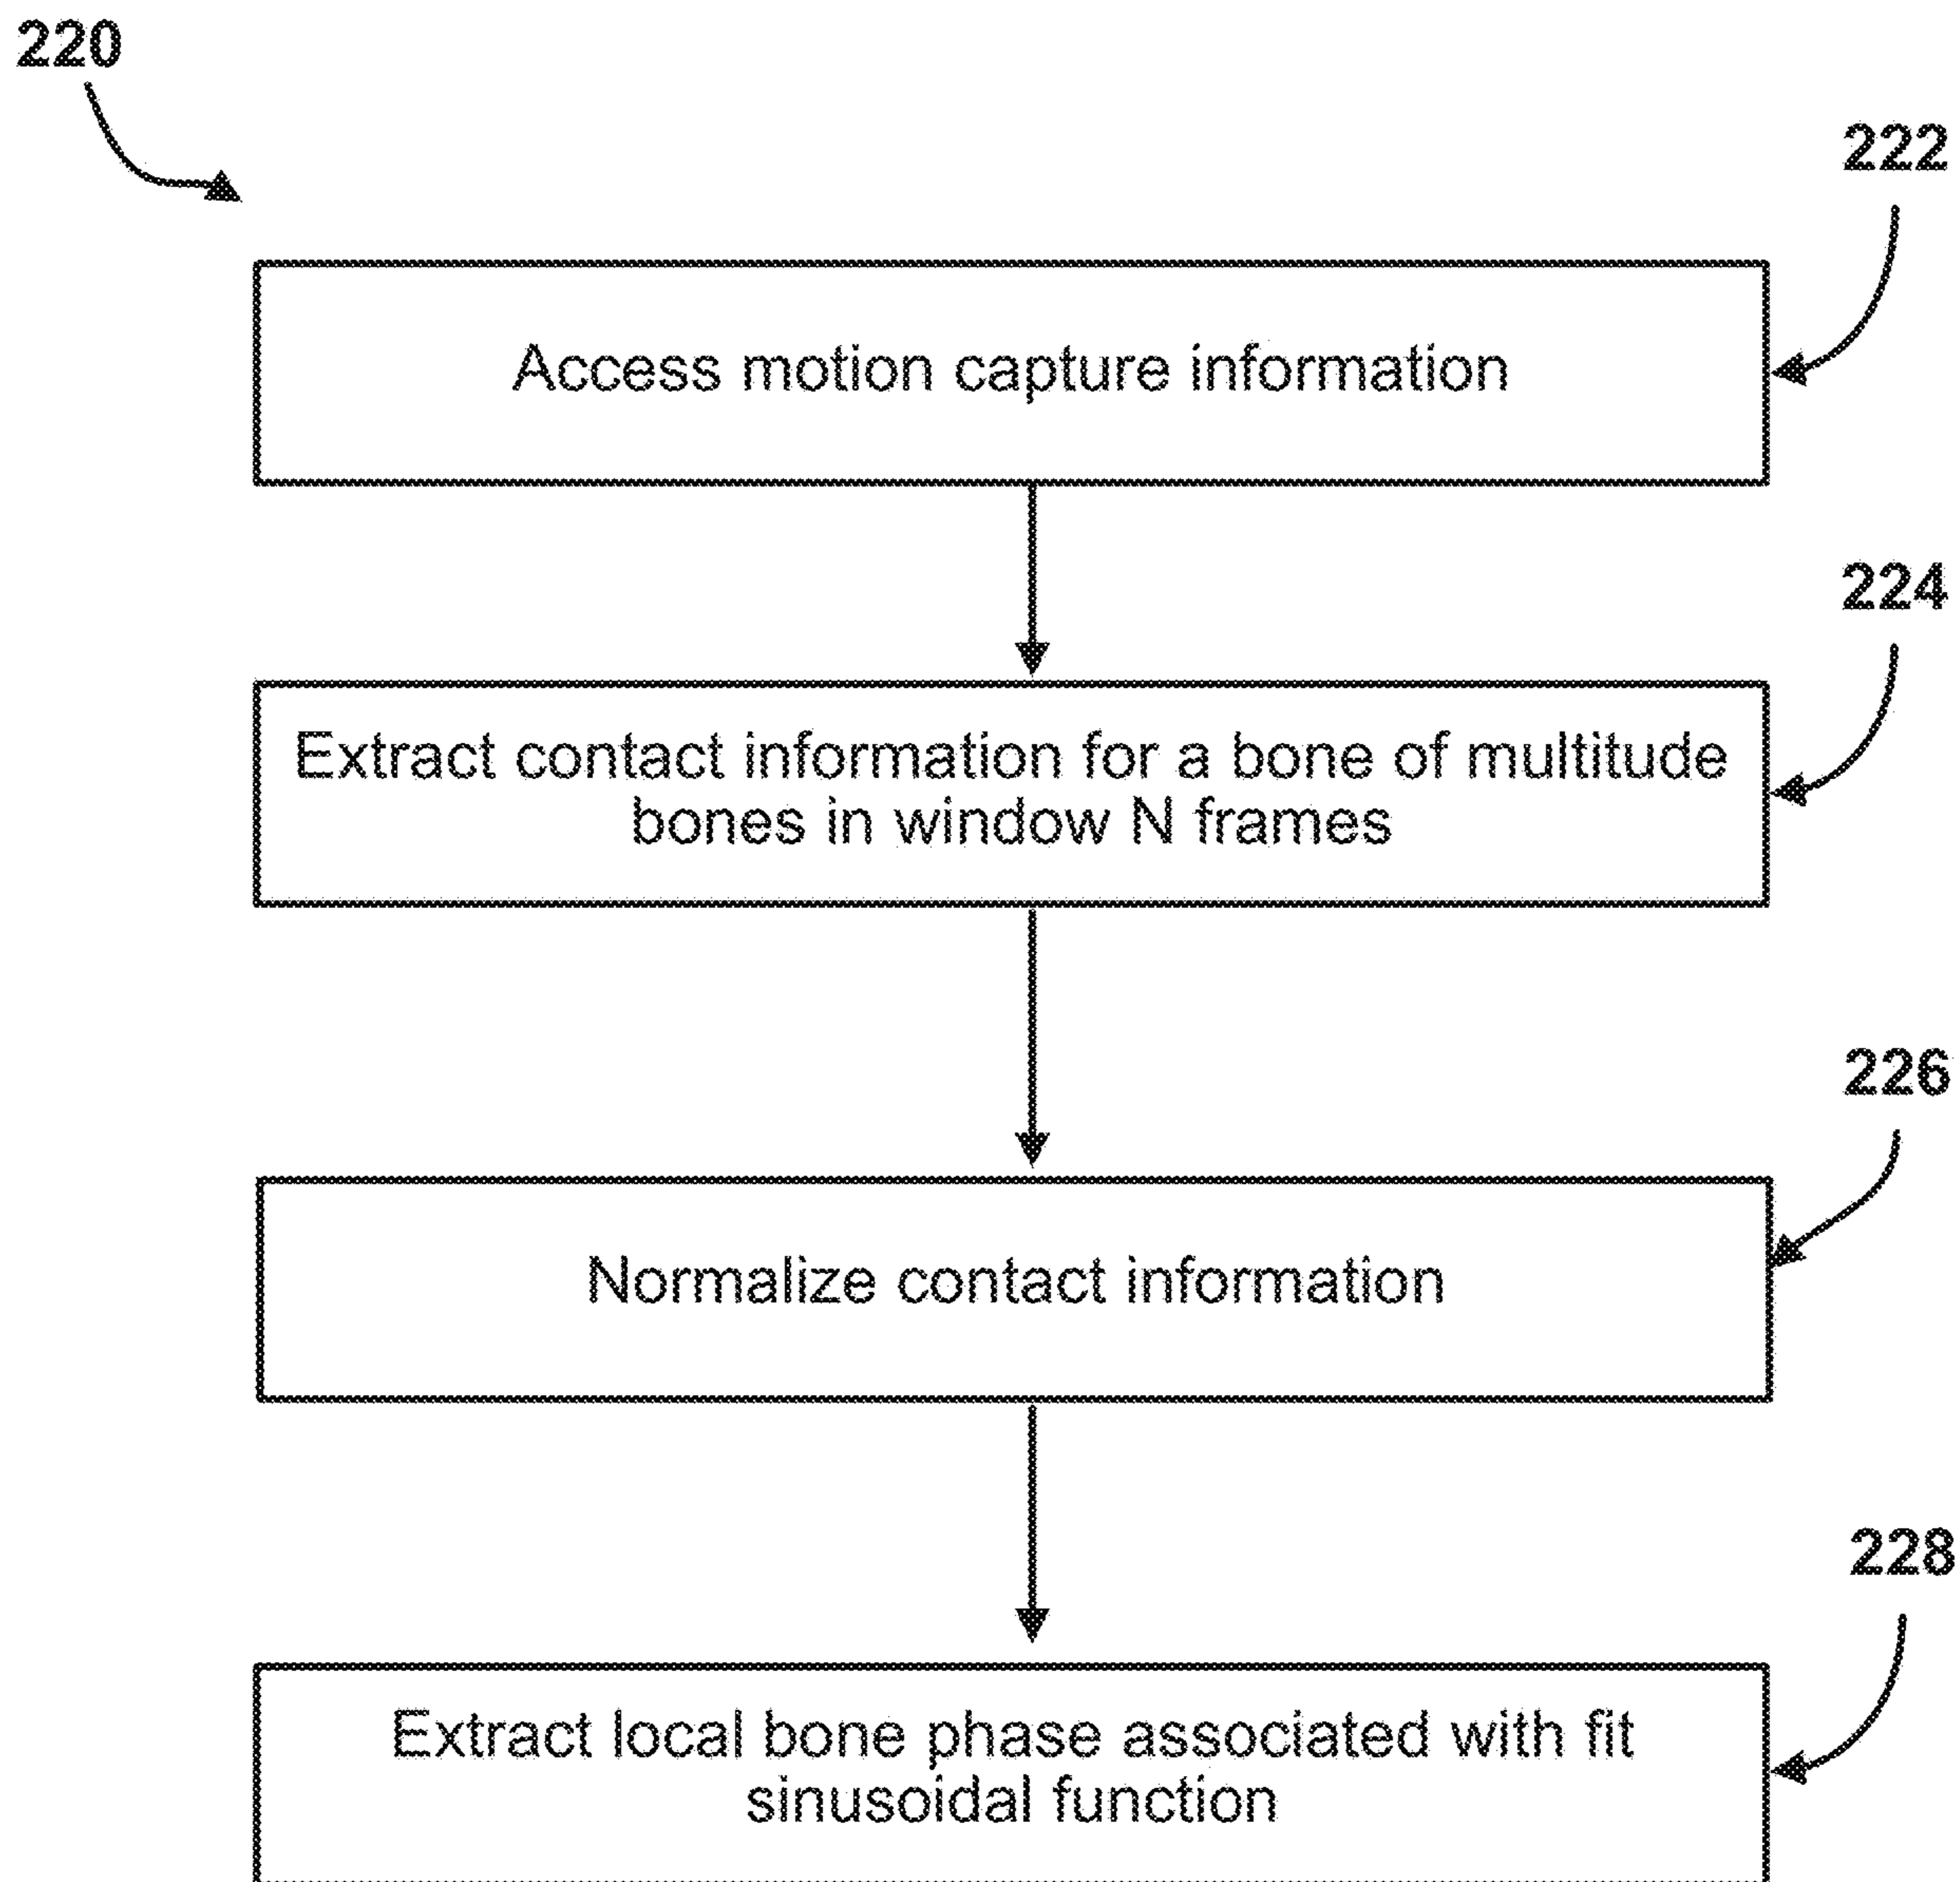 220
222
Access motion capture information
224
Extract contact information for a bone of multitude
bones in window N frames
226
Normalize contact information
228
Extract local bone phase associated with fit
sinusoidal function